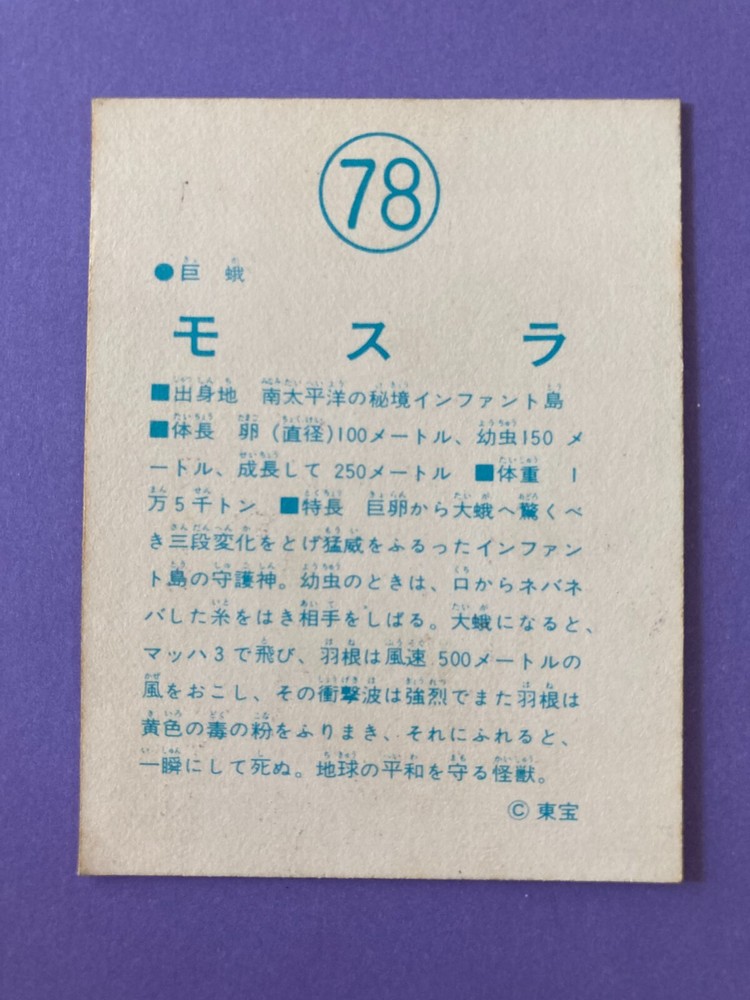 78
●巨蛾
モスラ
■出身地 南太平洋の秘境インファント島
■体長 卵(直径)100メートル、幼虫150メ
ートル、成長して250メートル ■体重 1
万5千トン ■特長 巨卵から大蛾へ驚くべ
き三段変化をとげ猛威をふるったインファン
ト島の守護神。幼虫のときは、口からネバネ
バした糸をはき相手をしばる。大蛾になると、
マッハ3で飛び、羽根は風速500メートルの
風をおこし、その衝撃波は強烈でまた羽根は
黄色の毒の粉をふりまき、それにふれると、
一瞬にして死ぬ。地球の平和を守る怪獣。
©東宝